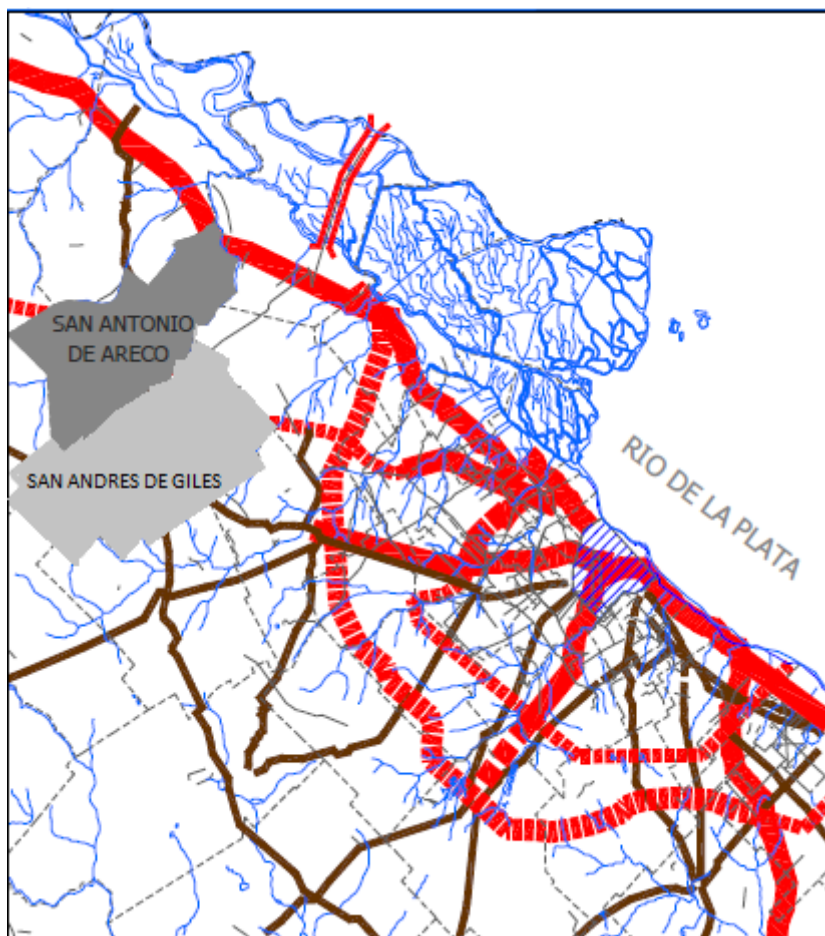 SAN ANTONIO
DE ARECO
SAN ANDRES DE GILES
RIO DE LA PLATA